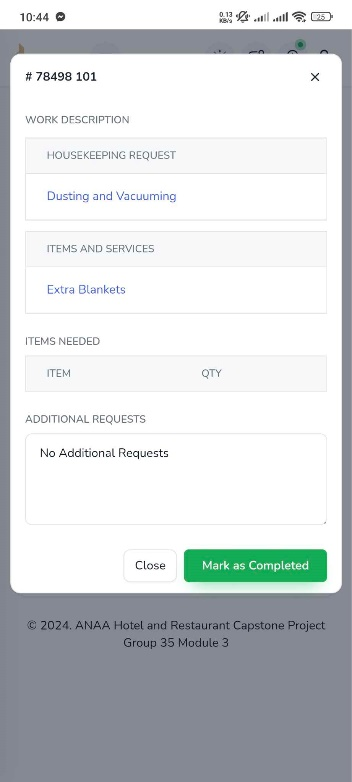 10:44
0.13
KB/s
25
# 78498 101
WORK DESCRIPTION
HOUSEKEEPING REQUEST
Dusting and Vacuuming
ITEMS AND SERVICES
Extra Blankets
ITEMS NEEDED
ITEM QTY
ADDITIONAL REQUESTS
No Additional Requests
Close Mark as Completed
© 2024. ANAA Hotel and Restaurant Capstone Project
Group 35 Module 3